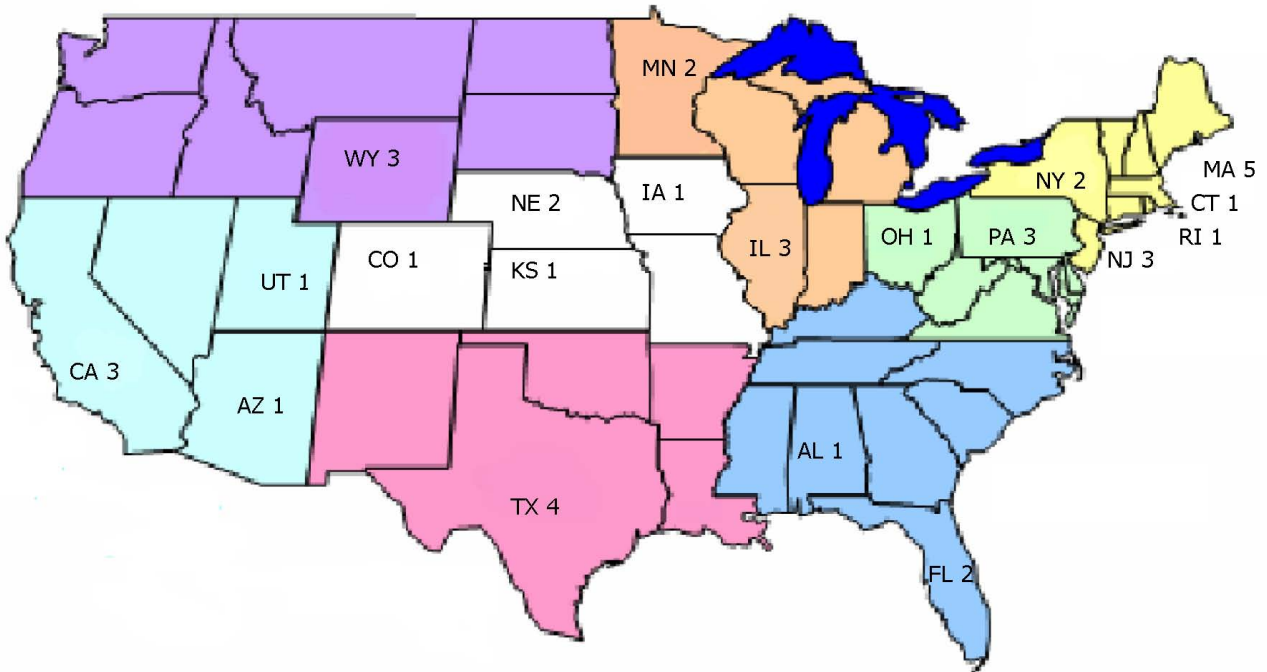 MN 2
WY 3
MA 5
NY 2
IA 1
NE 2
CT 1
OH 1
PA 3
RI 1
IL 3
CO 1
NJ 3
KS 1
UT 1
CA 3
AZ 1
AL 1
TX 4
FL 2